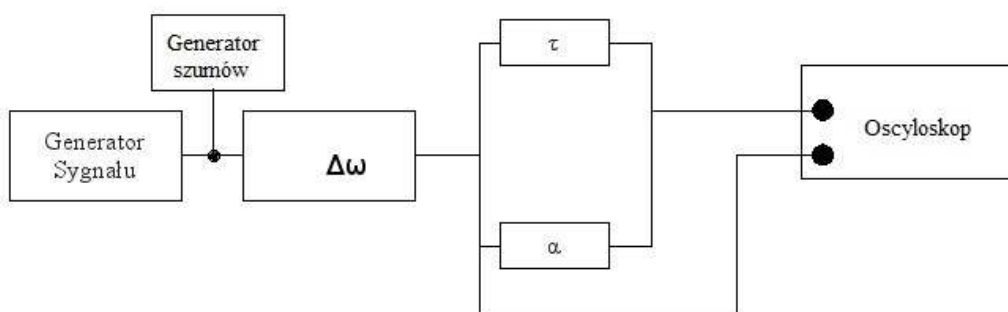 Generator
szumów
τ
Generator
Sygnału
Δω
Oscyloskop
α